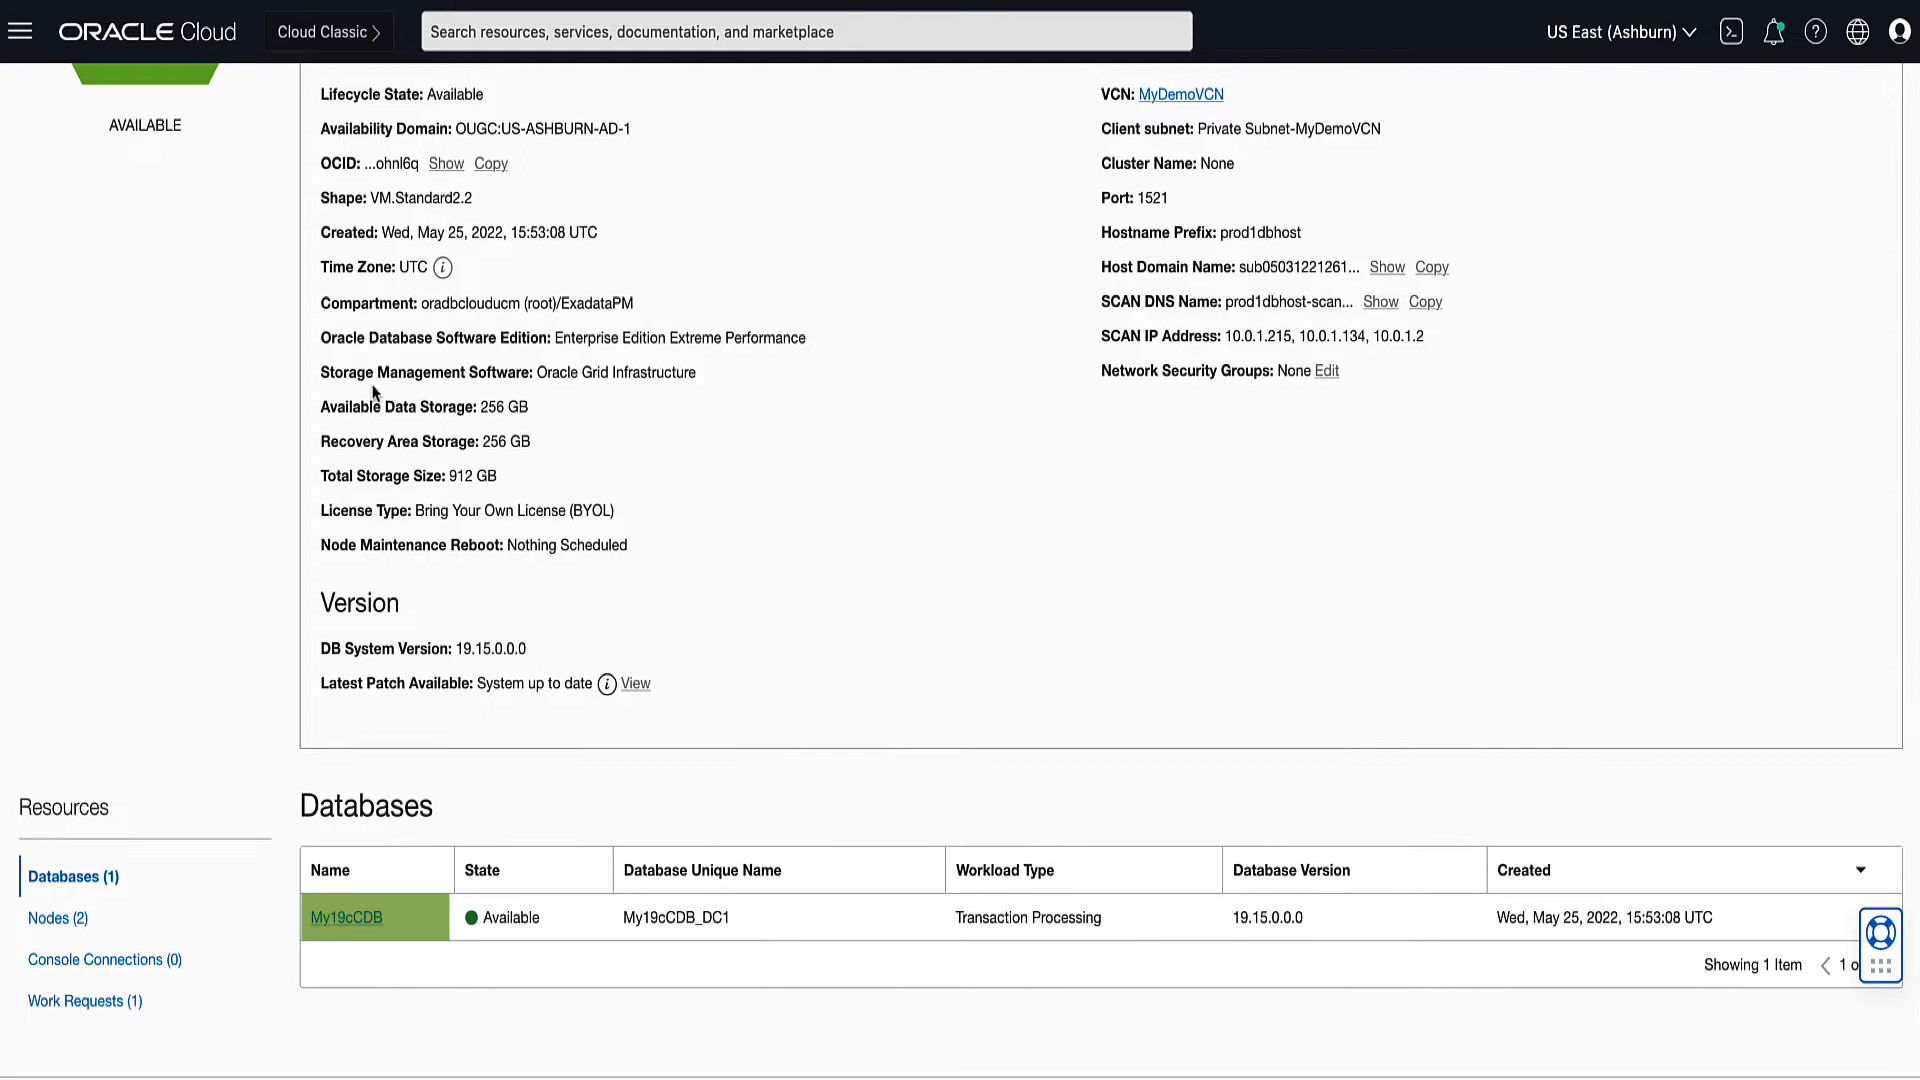 ORACLE Cloud
Cloud Classic
Search resources, services, documentation, and marketplace
US East (Ashburn)
AVAILABLE
Lifecycle State: Available
Availability Domain: OUGC:US-ASHBURN-AD-1
OCID: ...ohnl6q Show Copy
Shape: VM.Standard2.2
Created: Wed, May 25, 2022, 15:53:08 UTC
Time Zone: UTC
Compartment: oradbclouducm (root)/ExadataPM
Oracle Database Software Edition: Enterprise Edition Extreme Performance
Storage Management Software: Oracle Grid Infrastructure
Available Data Storage: 256 GB
Recovery Area Storage: 256 GB
Total Storage Size: 912 GB
License Type: Bring Your Own License (BYOL)
Node Maintenance Reboot: Nothing Scheduled
VCN: MyDemoVCN
Client subnet: Private Subnet-MyDemoVCN
Cluster Name: None
Port: 1521
Hostname Prefix: prod1dbhost
Host Domain Name: sub05031221261... Show Copy
SCAN DNS Name: prod1dbhost-scan... Show Copy
SCAN IP Address: 10.0.1.215, 10.0.1.134, 10.0.1.2
Network Security Groups: None Edit
Version
DB System Version: 19.15.0.0.0
Latest Patch Available: System up to date View
Resources
Databases (1)
Nodes (2)
Console Connections (0)
Work Requests (1)
Databases
Name State Database Unique Name Workload Type Database Version Created
My19cCDB Available My19cCDB_DC1 Transaction Processing 19.15.0.0.0 Wed, May 25, 2022, 15:53:08 UTC
Showing 1 Item 1